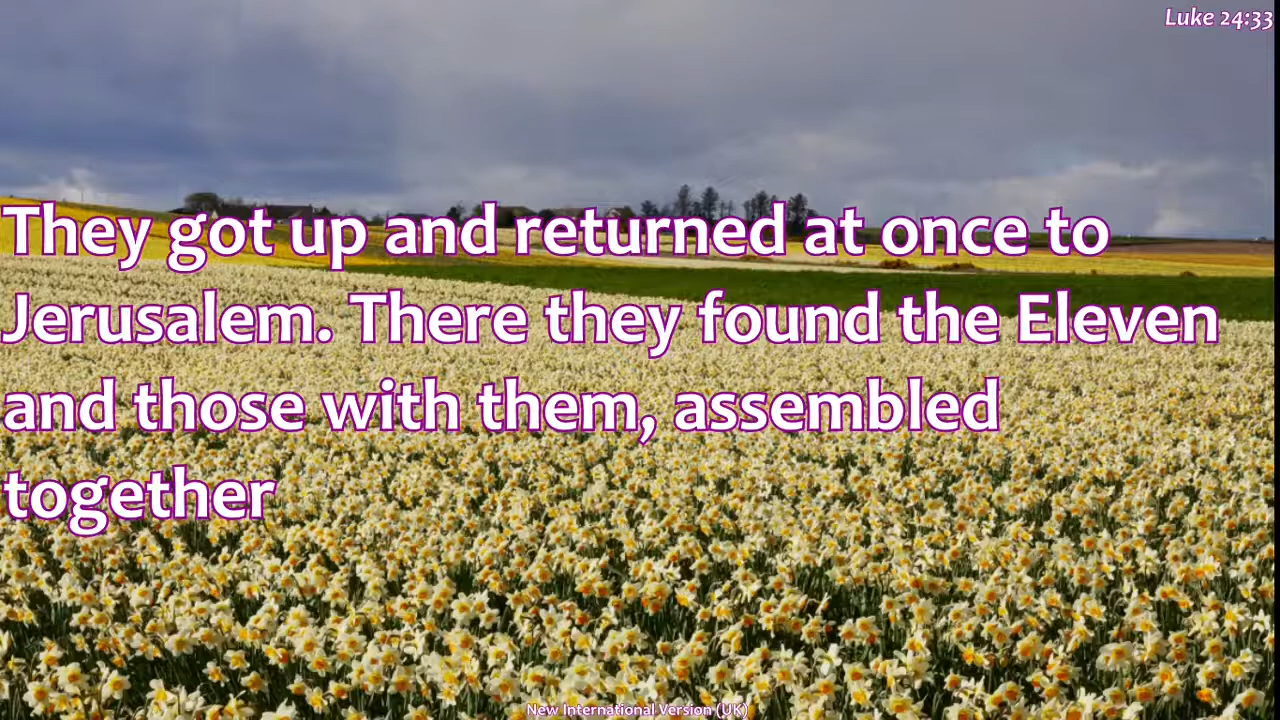 Luke 24:33
They got up and returned at once to
Jerusalem. There they found the Eleven
and those with them, assembled
together
New International Version (UK)